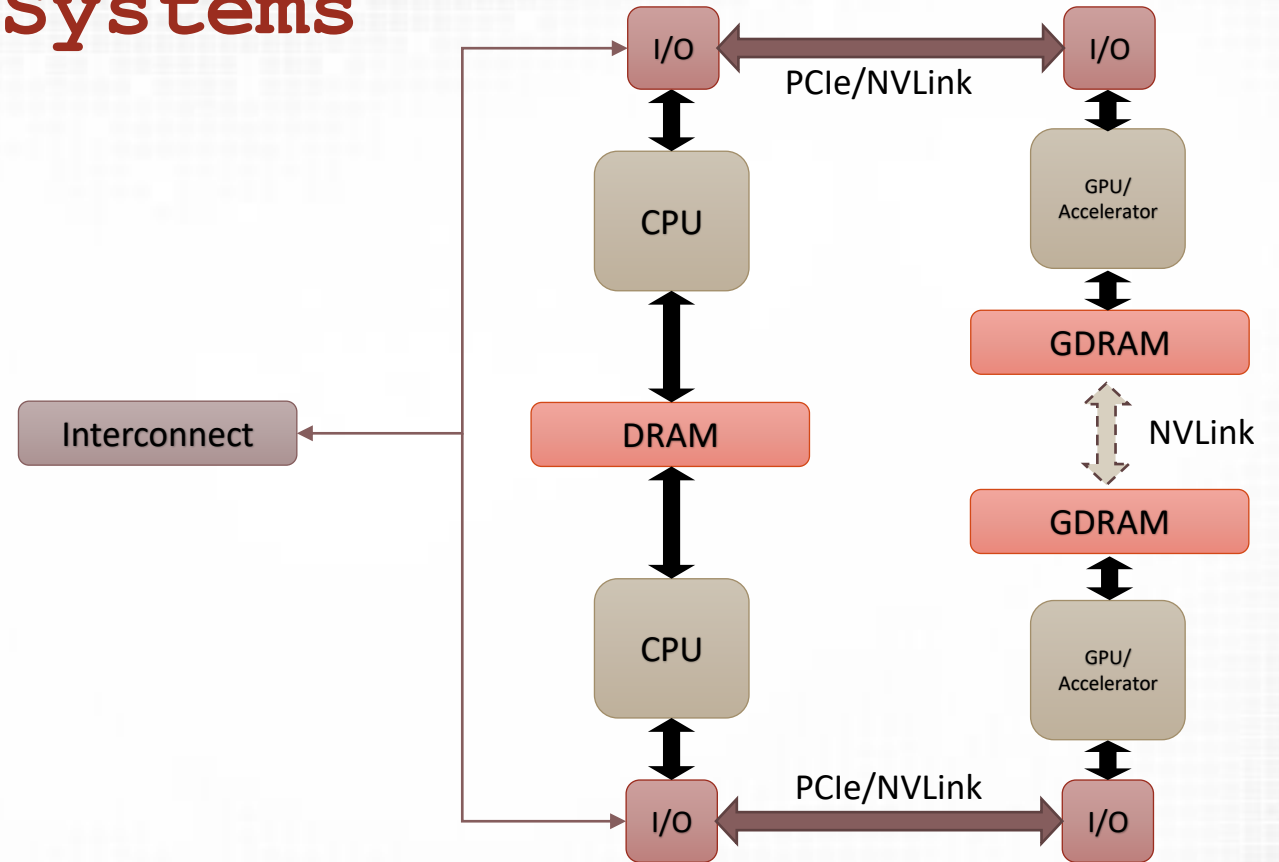 Systems
I/O
I/O
PCIe/NVLink
CPU
GPU/
Accelerator
GDRAM
Interconnect
DRAM
NVLink
GDRAM
CPU
GPU/
Accelerator
PCIe/NVLink
I/O
I/O